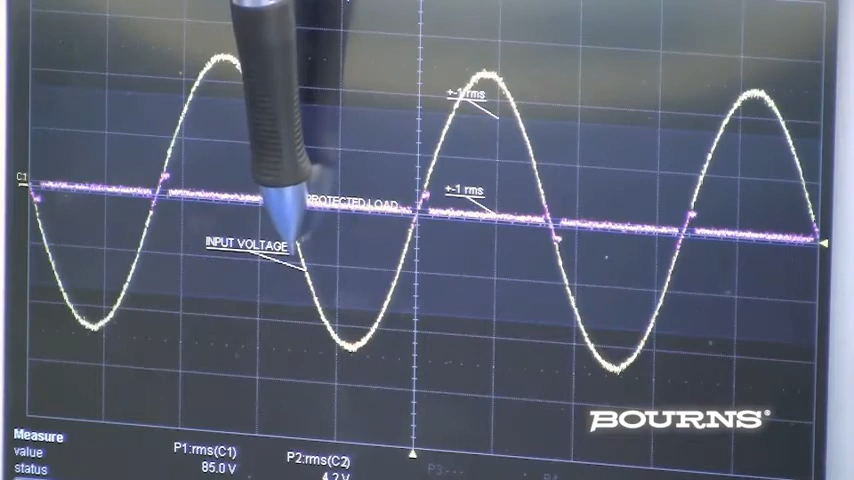 +-1 rms
C1
+-1 rms
PROTECTED LOAD
INPUT VOLTAGE
BOURNS®
Measure
value
status
P1:rms(C1)
85.0 V
P2:rms(C2)
4.2 V
P3:---